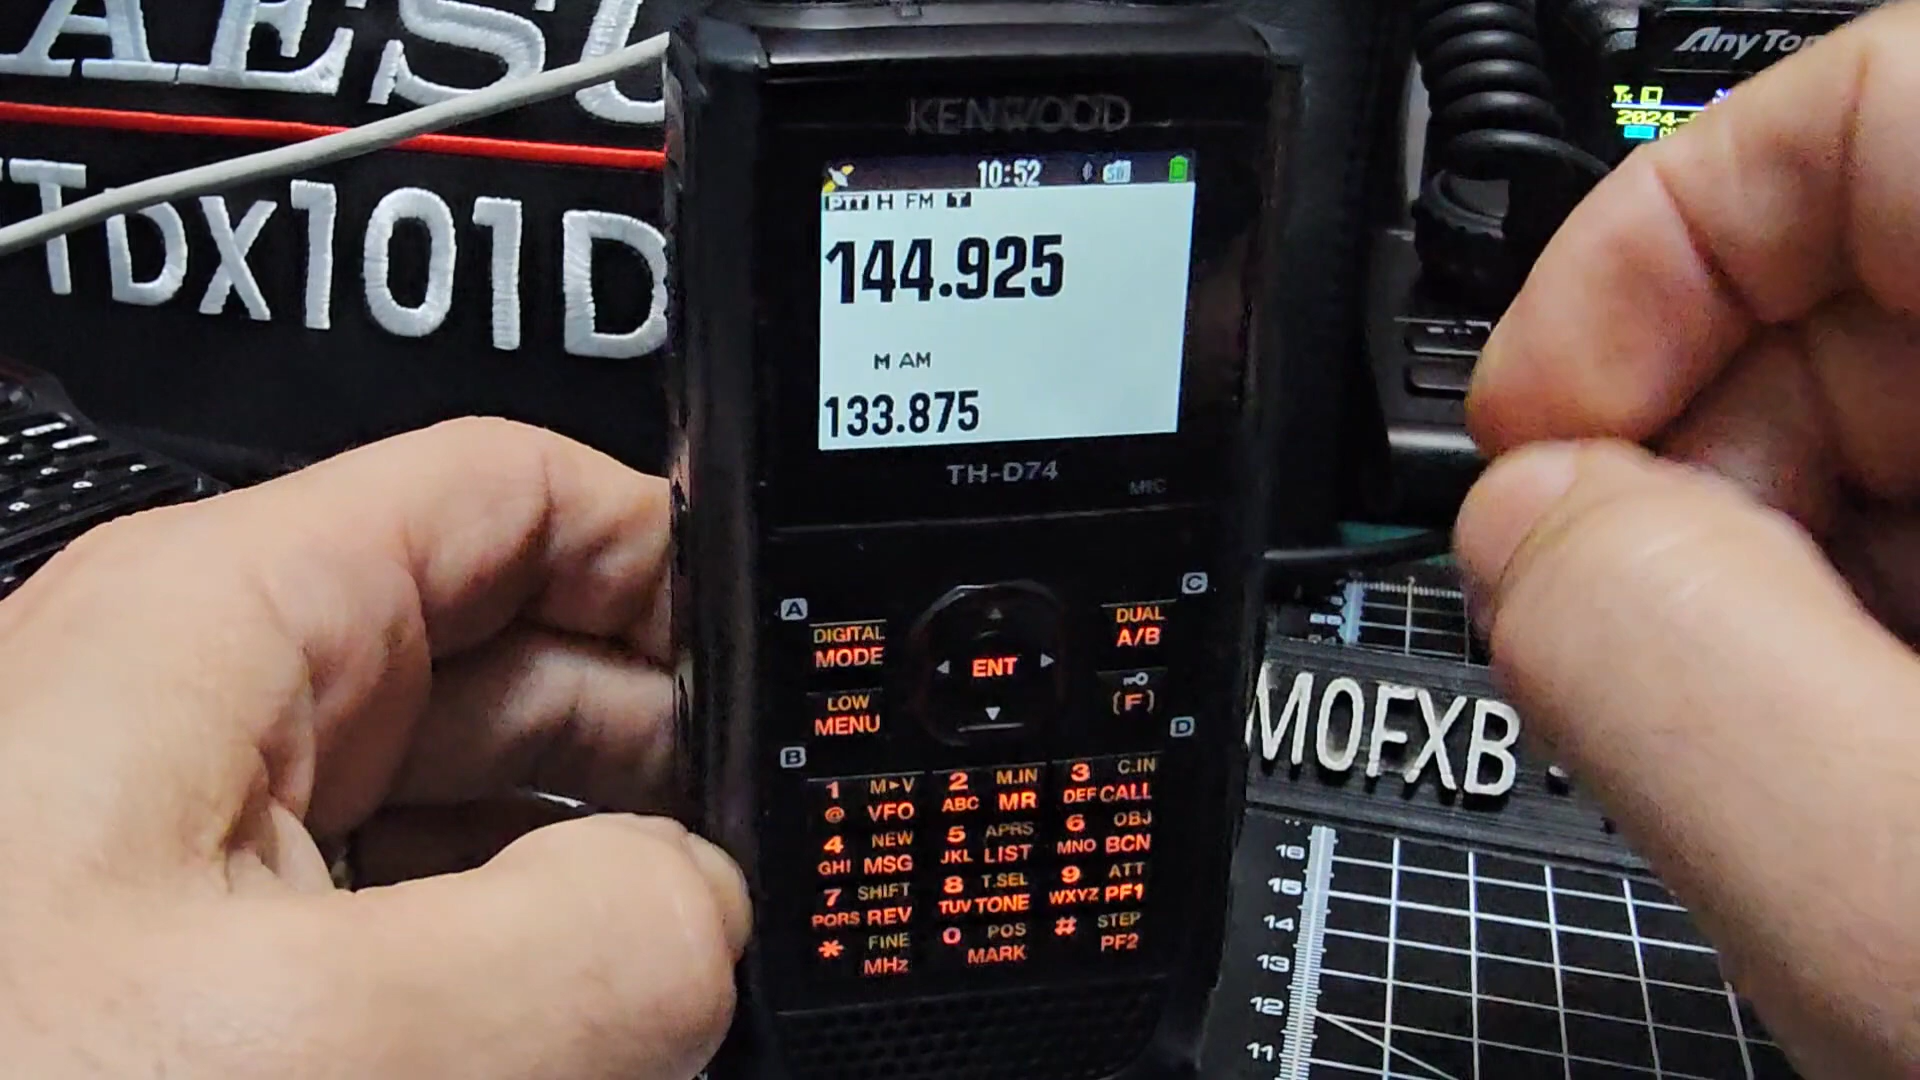 YAESU
FTDX101D
AnyTone
2024-
KENWOOD
10:52
SD
PTT H FM T
144.925
M AM
133.875
TH-D74
MIC
A
C
DIGITAL
MODE
DUAL
A/B
ENT
LOW
MENU
(F)
B
D
1 M►V
@ VFO
2 M.IN
ABC MR
3 C.IN
DEF CALL
4 NEW
GHI MSG
5 APRS
JKL LIST
6 OBJ
MNO BCN
7 SHIFT
PQRS REV
8 T.SEL
TUV TONE
9 ATT
WXYZ PF1
* FINE
MHz
0 POS
MARK
# STEP
PF2
M0FXB
16
15
14
13
12
11